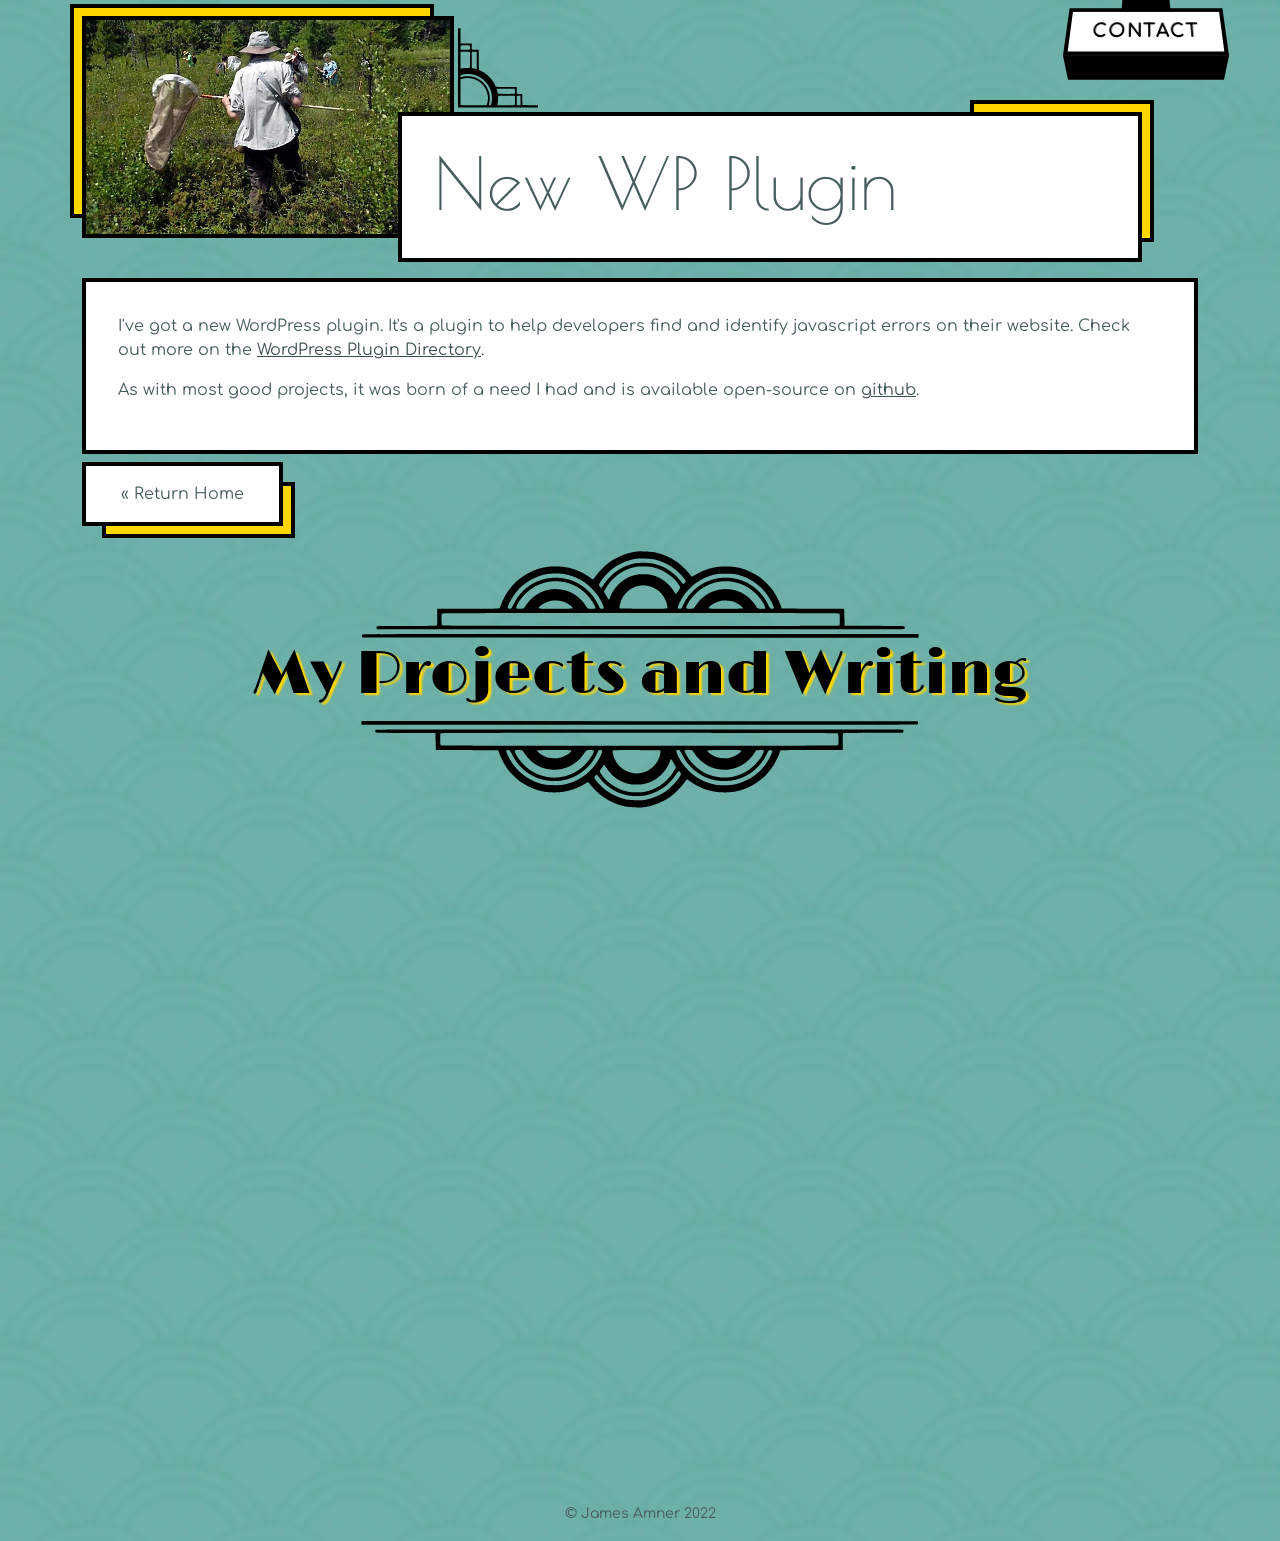 CONTACT
New WP Plugin
I've got a new WordPress plugin. It's a plugin to help developers find and identify javascript errors on their website. Check
out more on the WordPress Plugin Directory.
As with most good projects, it was born of a need I had and is available open-source on github.
« Return Home
My Projects and Writing
© James Amner 2022